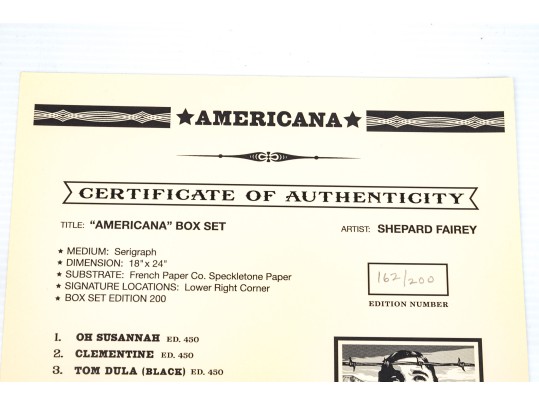 ★AMERICANA★
CERTIFICATE OF AUTHENTICITY
TITLE: "AMERICANA" BOX SET
ARTIST: SHEPARD FAIREY
★ MEDIUM: Serigraph
★ DIMENSION: 18" x 24"
★ SUBSTRATE: French Paper Co. Speckletone Paper
★ SIGNATURE LOCATIONS: Lower Right Corner
★ BOX SET EDITION 200
162/200
EDITION NUMBER
1. OH SUSANNAH ED. 450
2. CLEMENTINE ED. 450
3. TOM DULA (BLACK) ED. 450